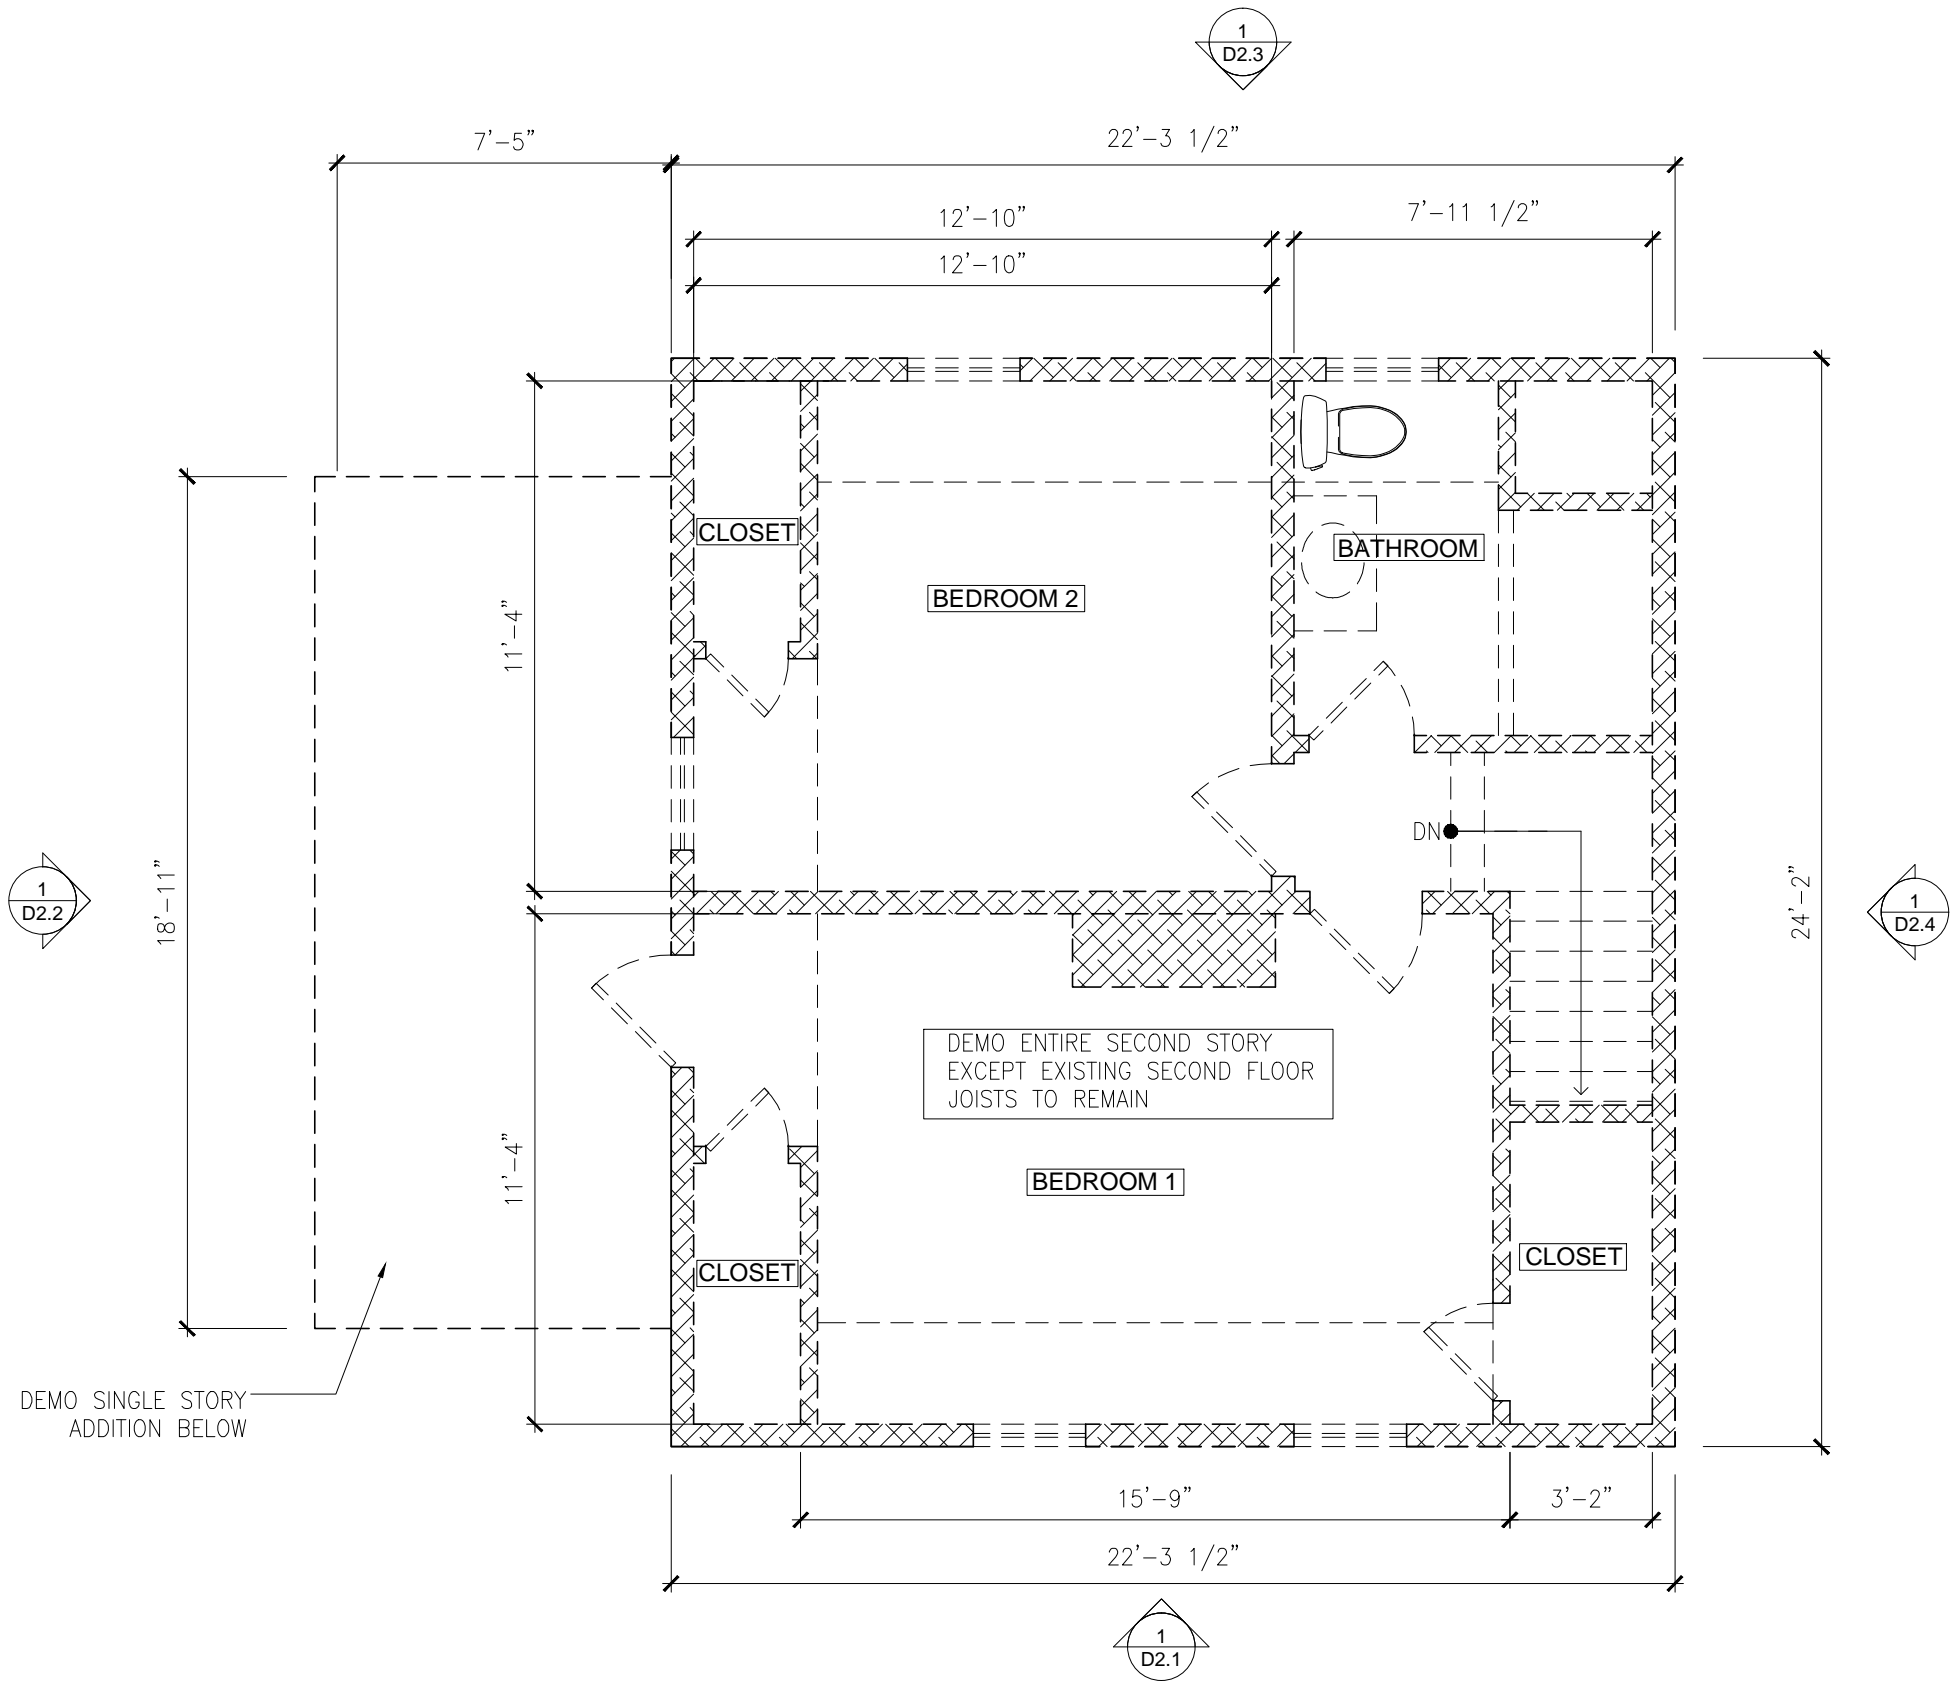 1
D2.3
7'-5"
22'-3 1/2"
12'-10"
7'-11 1/2"
12'-10"
CLOSET
BATHROOM
BEDROOM 2
11'-4"
DN
1
D2.2
18'-11"
24'-2"
1
D2.4
DEMO ENTIRE SECOND STORY
EXCEPT EXISTING SECOND FLOOR
JOISTS TO REMAIN
11'-4"
BEDROOM 1
CLOSET
CLOSET
DEMO SINGLE STORY
ADDITION BELOW
15'-9"
3'-2"
22'-3 1/2"
1
D2.1